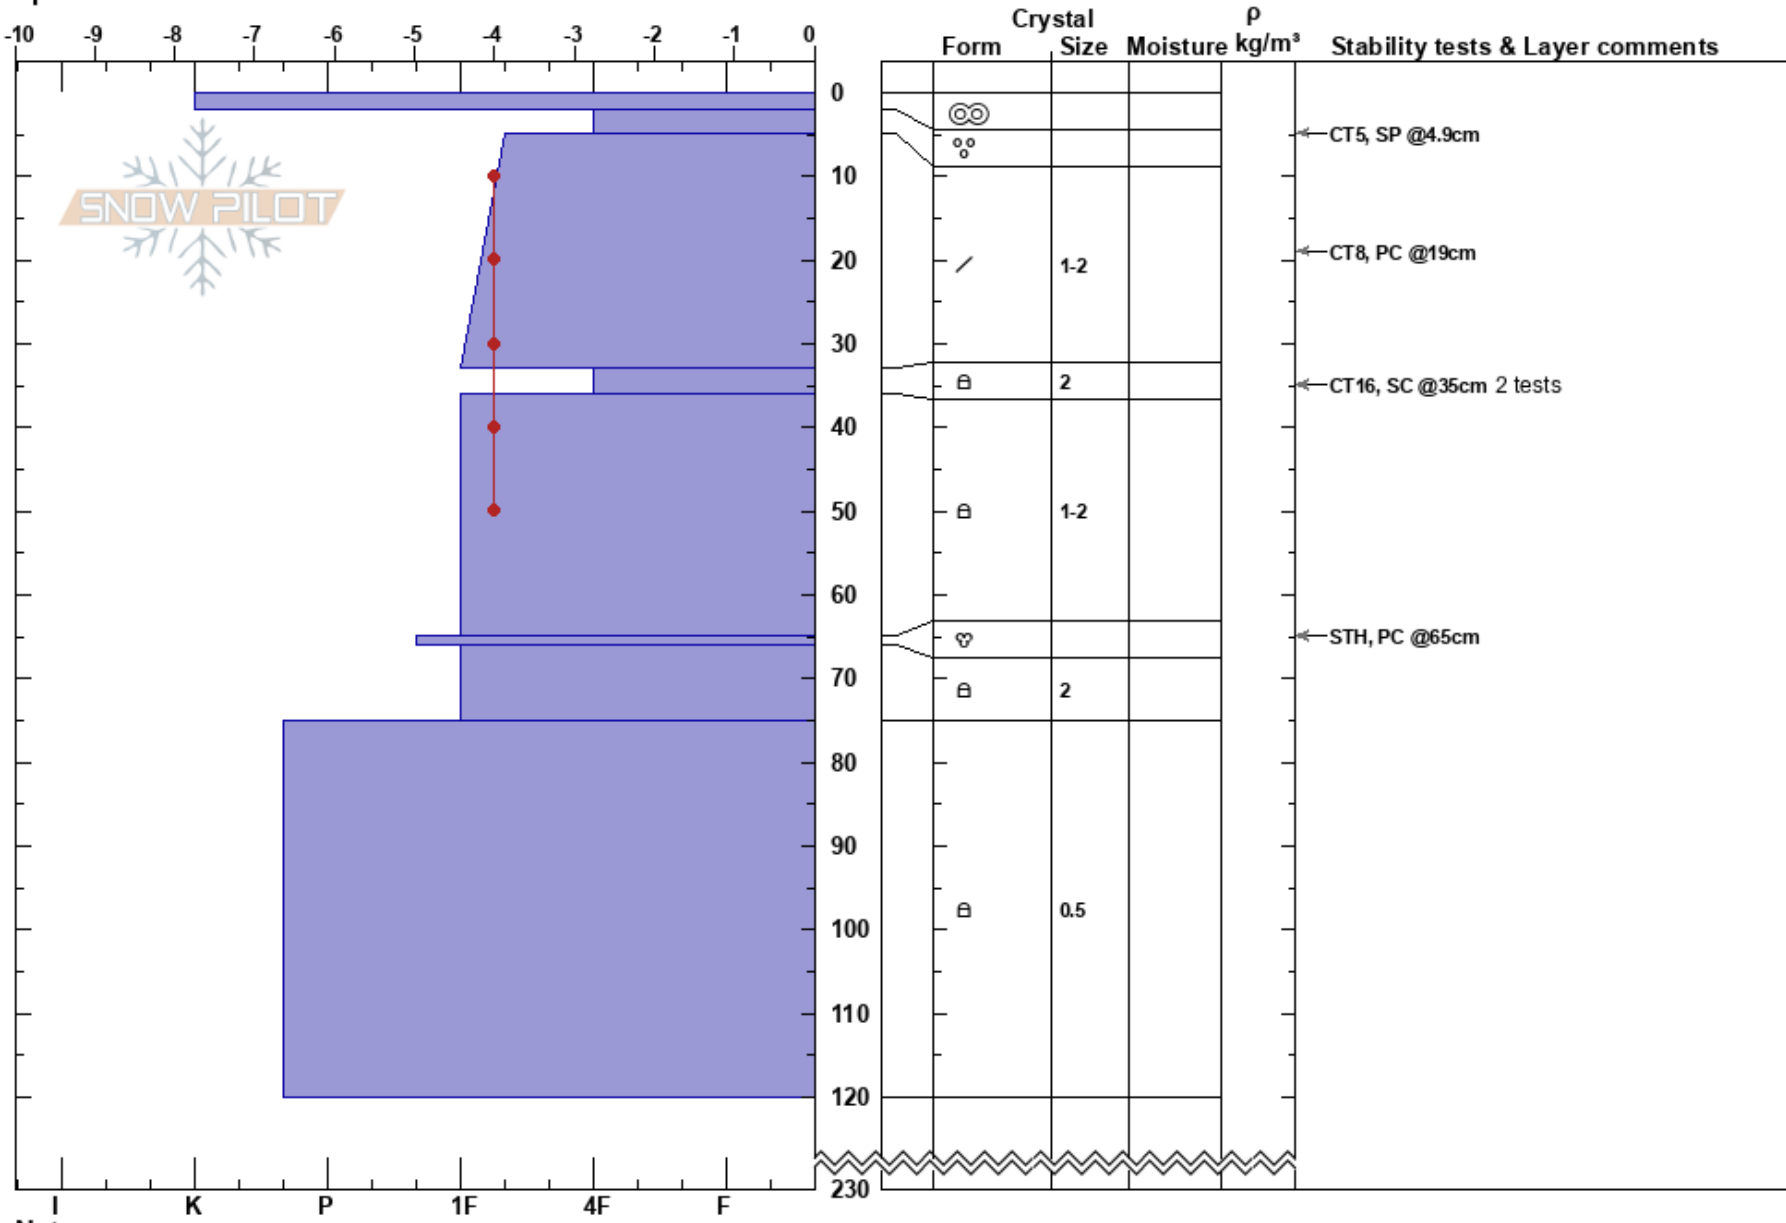 Crystal ρ
-10 -9 -8 -7 -6 -5 -4 -3 -2 -1 0
Form Size Moisture kg/m³ Stability tests & Layer comments
0
CT5, SP @4.9cm
10
SNOW PILOT
CT8, PC @19cm
20 1-2
30
2 CT16, SC @35cm 2 tests
40
50 1-2
60
STH, PC @65cm
70 2
80
90
100 0.5
110
120
230
I K P 1F 4F F